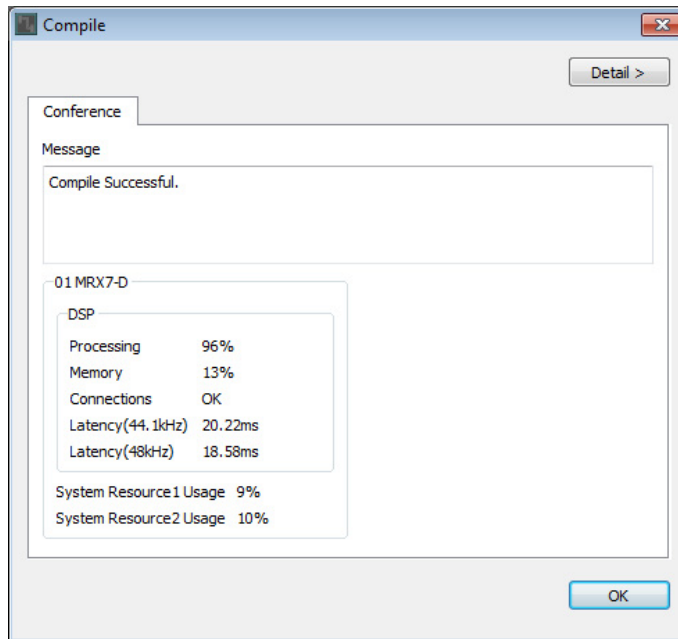 Compile
Detail >
Conference
Message
Compile Successful.
01 MRX7-D
DSP
Processing 96%
Memory 13%
Connections OK
Latency(44.1kHz) 20.22ms
Latency(48kHz) 18.58ms
System Resource1 Usage 9%
System Resource2 Usage 10%
OK